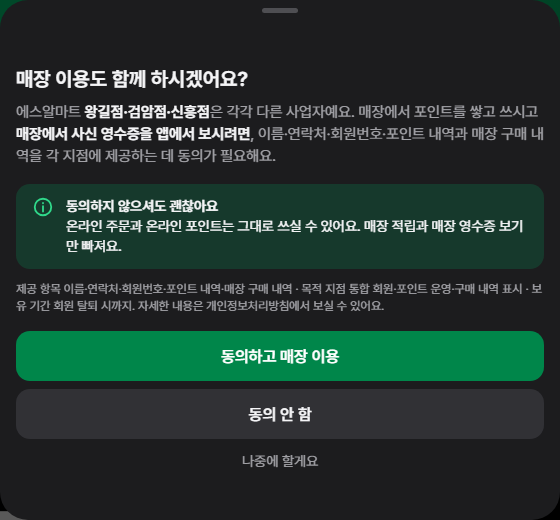 매장 이용도 함께 하시겠어요?
에스알마트 왕길점·검암점·신흥점은 각각 다른 사업자예요. 매장에서 포인트를 쌓고 쓰시고
매장에서 사신 영수증을 앱에서 보시려면, 이름·연락처·회원번호·포인트 내역과 매장 구매 내
역을 각 지점에 제공하는 데 동의가 필요해요.
동의하지 않으셔도 괜찮아요
온라인 주문과 온라인 포인트는 그대로 쓰실 수 있어요. 매장 적립과 매장 영수증 보기
만 빠져요.
제공 항목 이름·연락처·회원번호·포인트 내역·매장 구매 내역 · 목적 지점 통합 회원·포인트 운영·구매 내역 표시 · 보
유 기간 회원 탈퇴 시까지. 자세한 내용은 개인정보처리방침에서 보실 수 있어요.
동의하고 매장 이용
동의 안 함
나중에 할게요